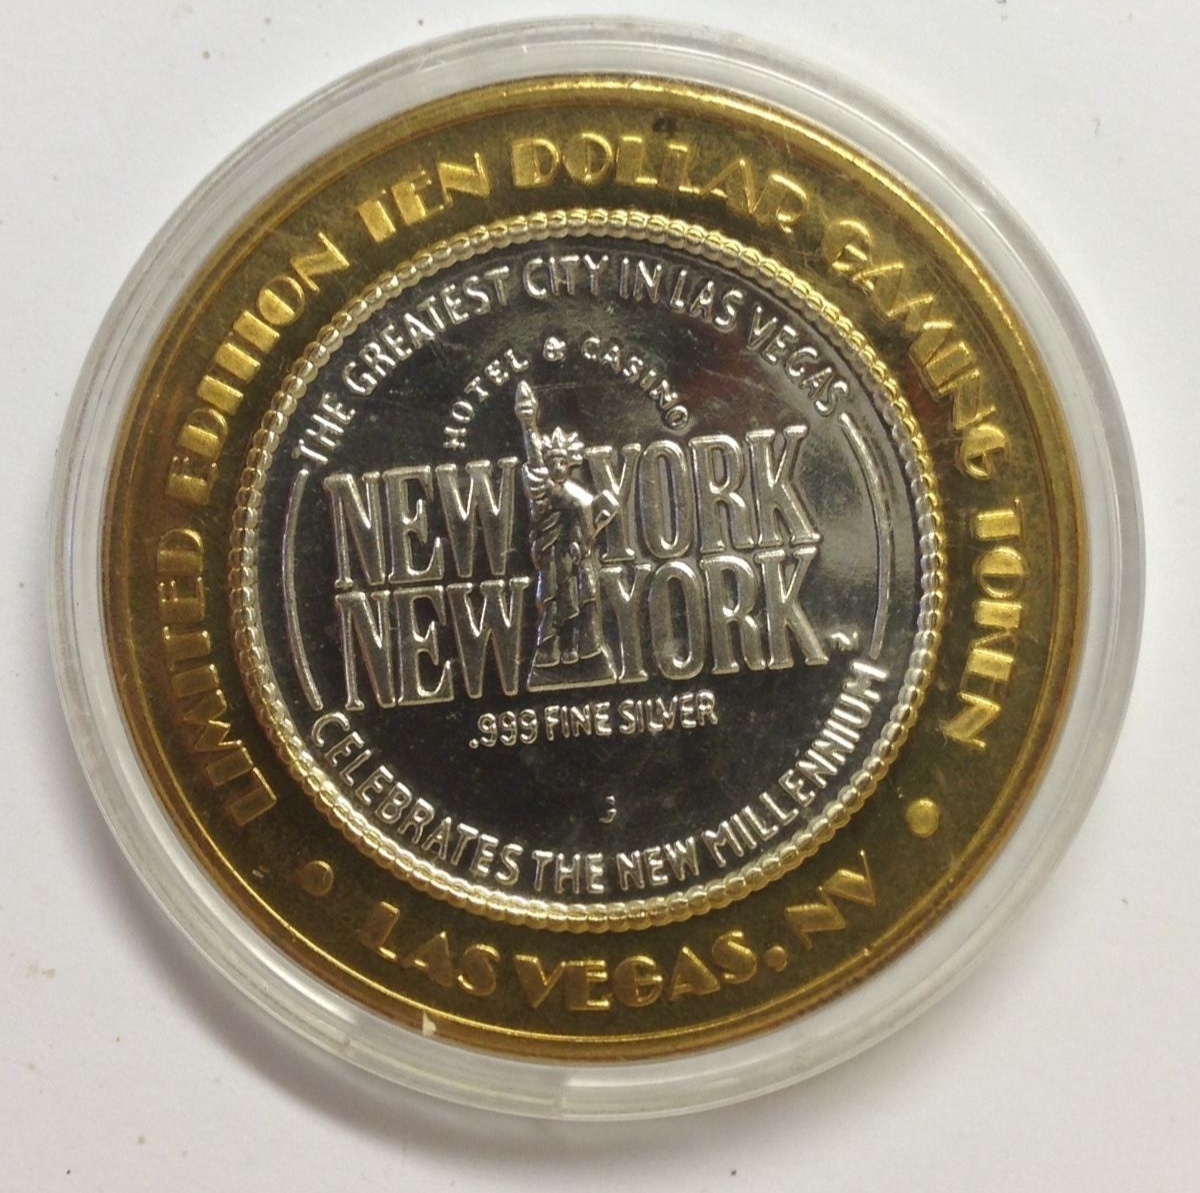 LIMITED EDITION TEN DOLLAR GAMING TOKEN
THE GREATEST CITY IN LAS VEGAS
HOTEL & CASINO
NEW YORK
NEW YORK
.999 FINE SILVER
S
CELEBRATES THE NEW MILLENNIUM
• LAS VEGAS, NV •